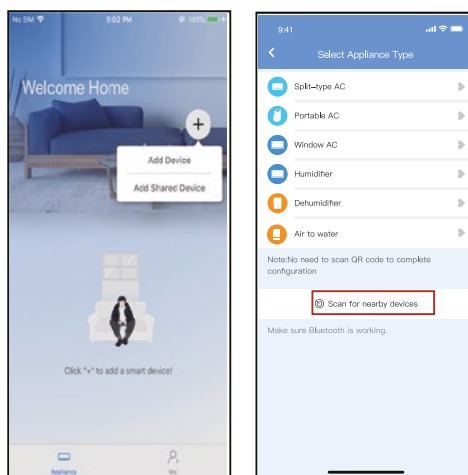 No SIM
5:02 PM
100%
Welcome Home
+
Add Device
Add Shared Device
Click "+" to add a smart device!
Appliance
Me
9:41
Select Appliance Type
Split-type AC
Portable AC
Window AC
Humidifier
Dehumidifier
Air to water
Note:No need to scan QR code to complete
configuration
Scan for nearby devices
Make sure Bluetooth is working.